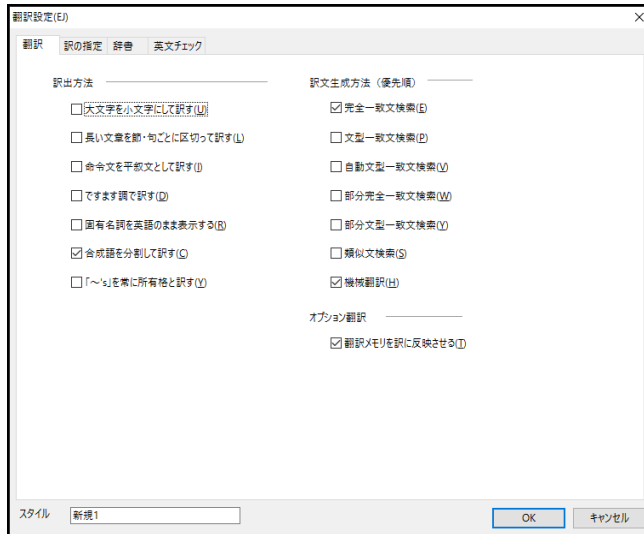 翻訳設定(EJ)
翻訳 訳の指定 辞書 英文チェック
訳出方法
大文字を小文字にして訳す(U)
長い文章を節・句ごとに区切って訳す(L)
命令文を平叙文として訳す(I)
ですます調で訳す(D)
固有名詞を英語のまま表示する(R)
合成語を分割して訳す(C)
「～'s」を常に所有格と訳す(Y)
訳文生成方法（優先順）
完全一致文検索(E)
文型一致文検索(P)
自動文型一致文検索(V)
部分完全一致文検索(W)
部分文型一致文検索(Y)
類似文検索(S)
機械翻訳(H)
オプション翻訳
翻訳メモリを訳に反映させる(T)
スタイル 新規1
OK キャンセル